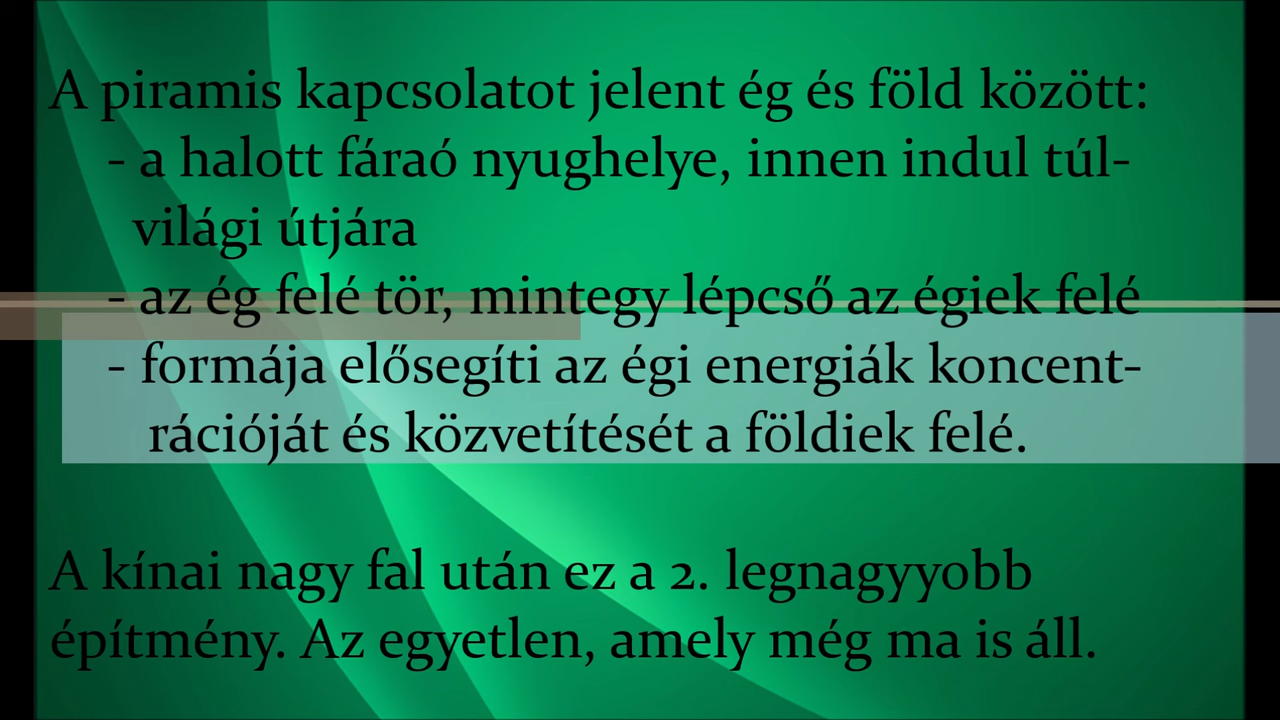 A piramis kapcsolatot jelent ég és föld között:
- a halott fáraó nyughelye, innen indul túl-
világi útjára
- az ég felé tör, mintegy lépcső az égiek felé
- formája elősegíti az égi energiák koncent-
rációját és közvetítését a földiek felé.
A kínai nagy fal után ez a 2. legnagyyobb
építmény. Az egyetlen, amely még ma is áll.